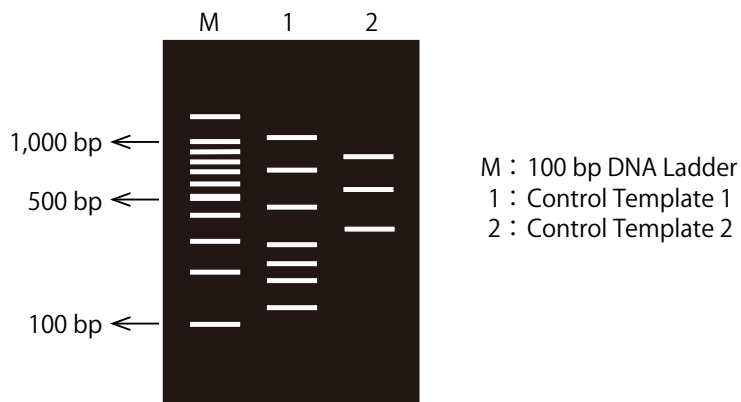 M 1 2
1,000 bp
500 bp
100 bp
M：100 bp DNA Ladder
1：Control Template 1
2：Control Template 2